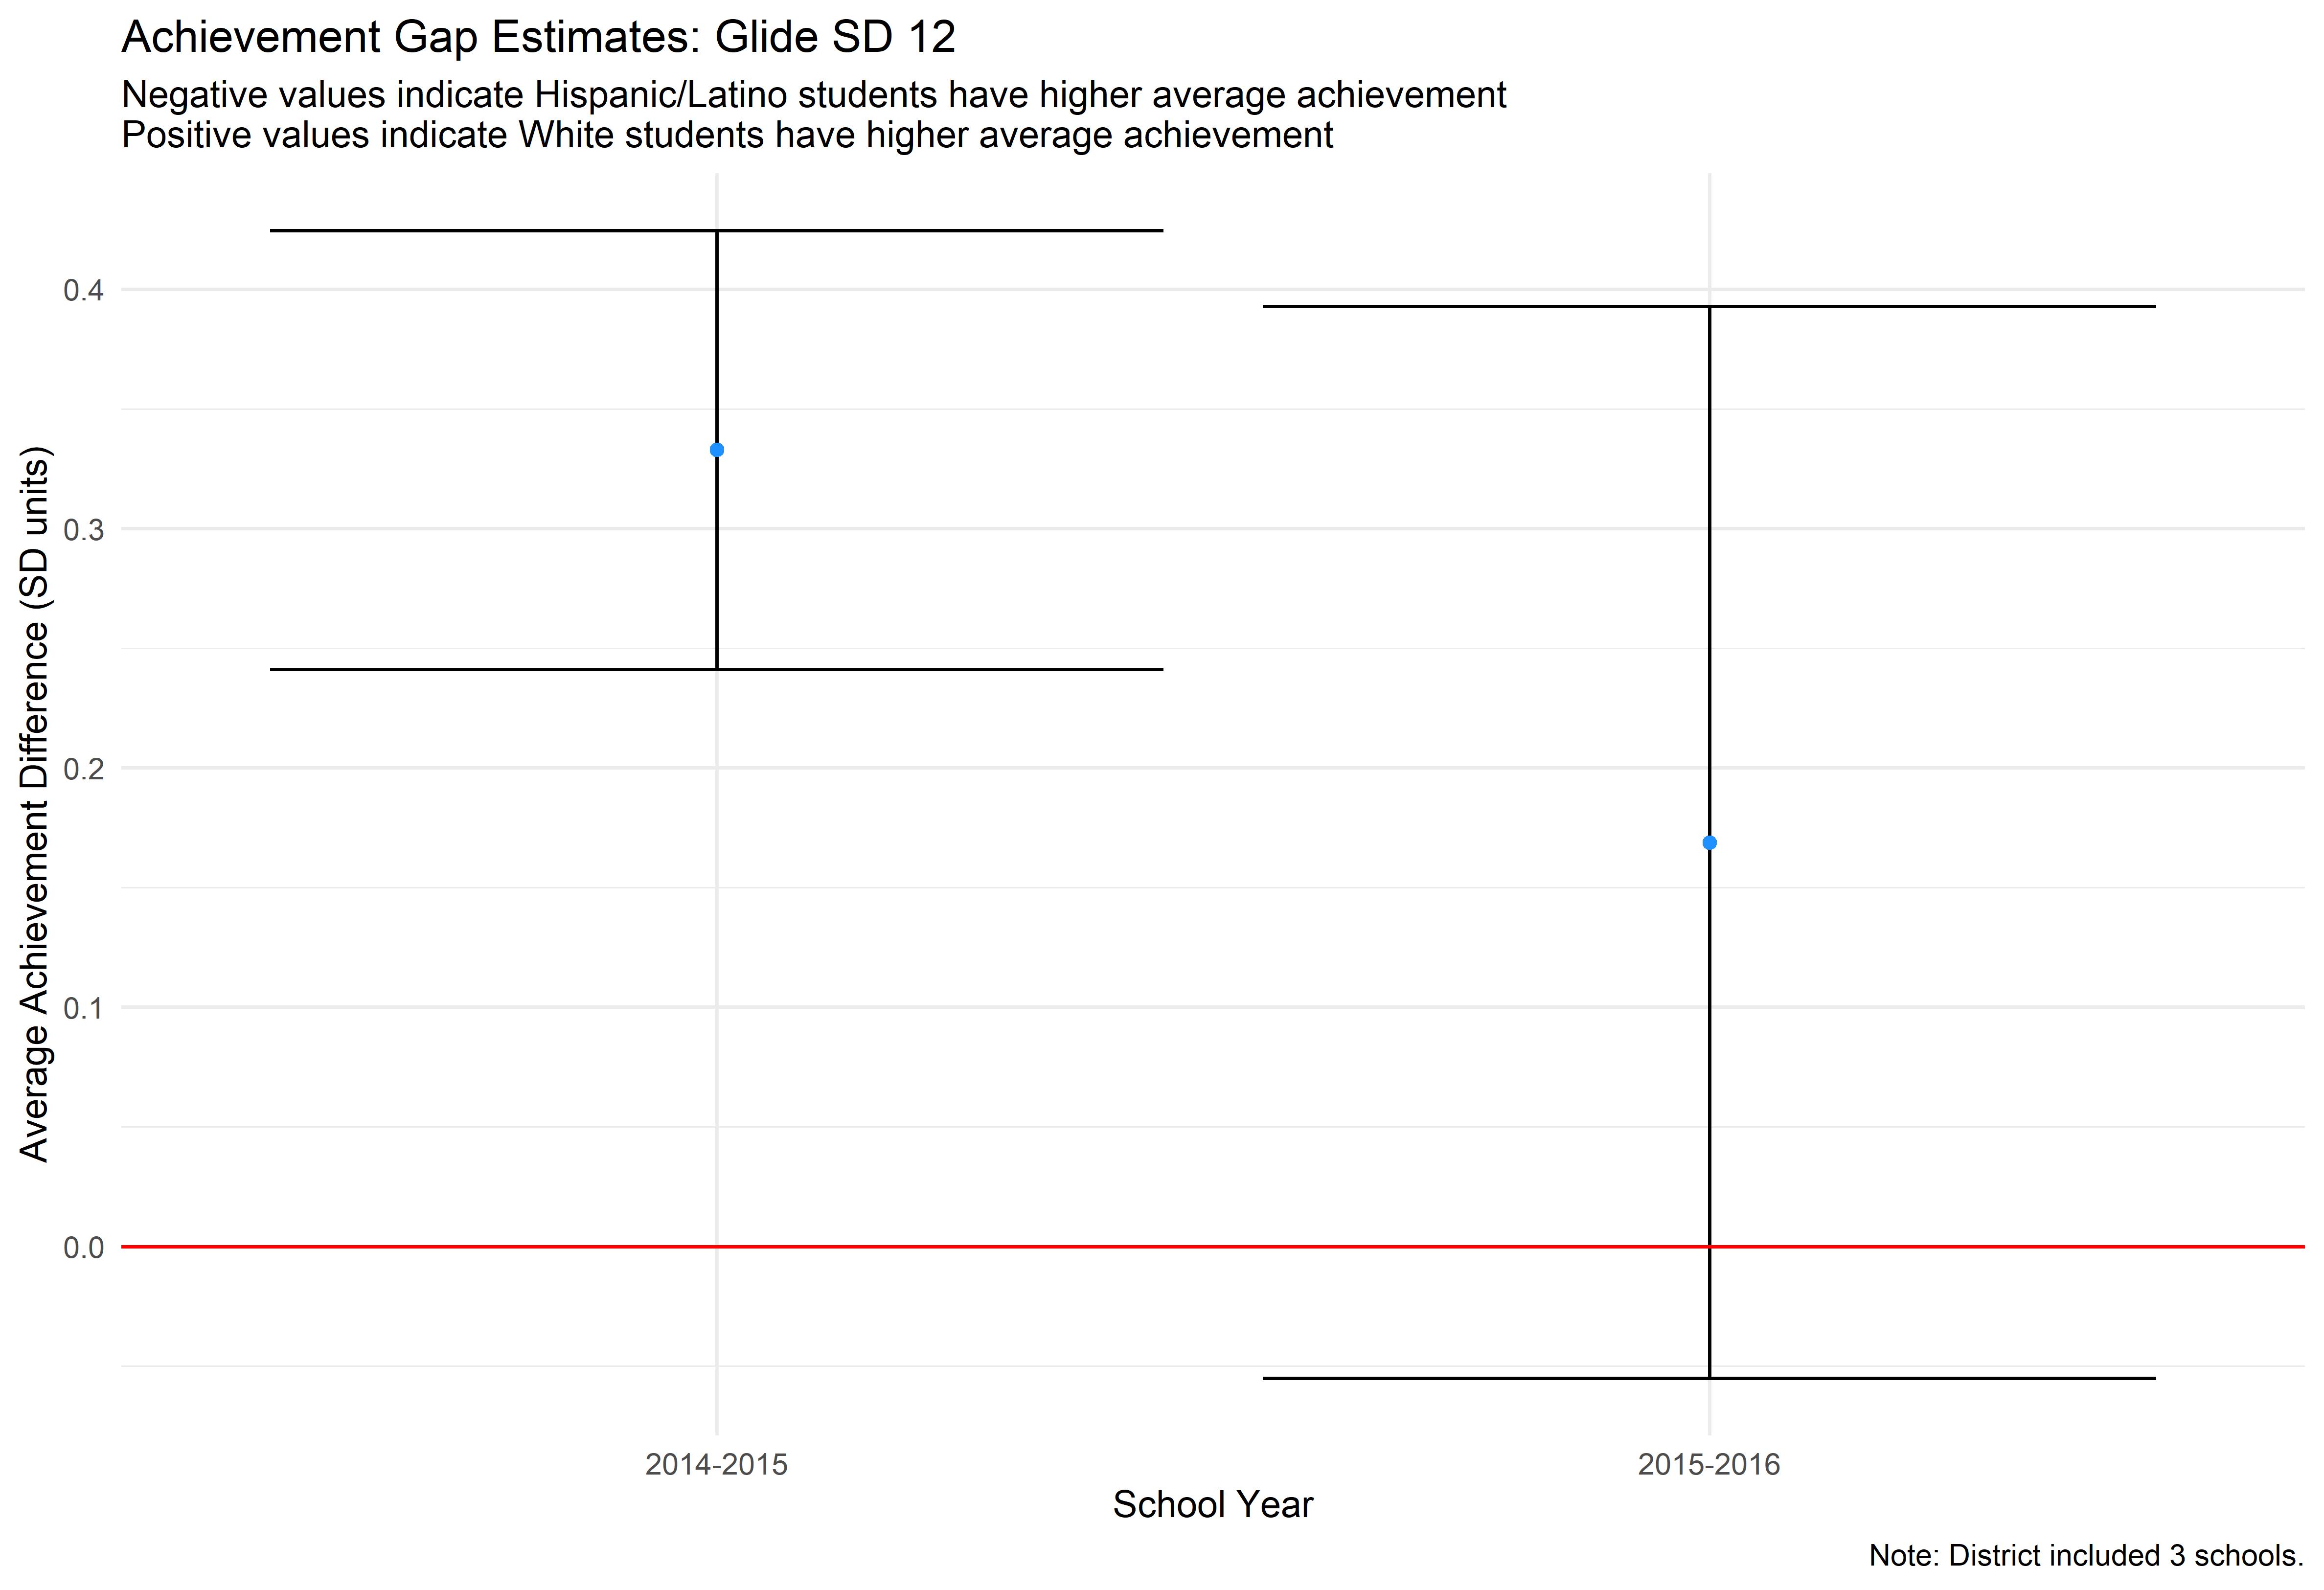 Achievement Gap Estimates: Glide SD 12
Negative values indicate Hispanic/Latino students have higher average achievement
Positive values indicate White students have higher average achievement
Average Achievement Difference (SD units)
0.4
0.3
0.2
0.1
0.0
2014-2015
2015-2016
School Year
Note: District included 3 schools.